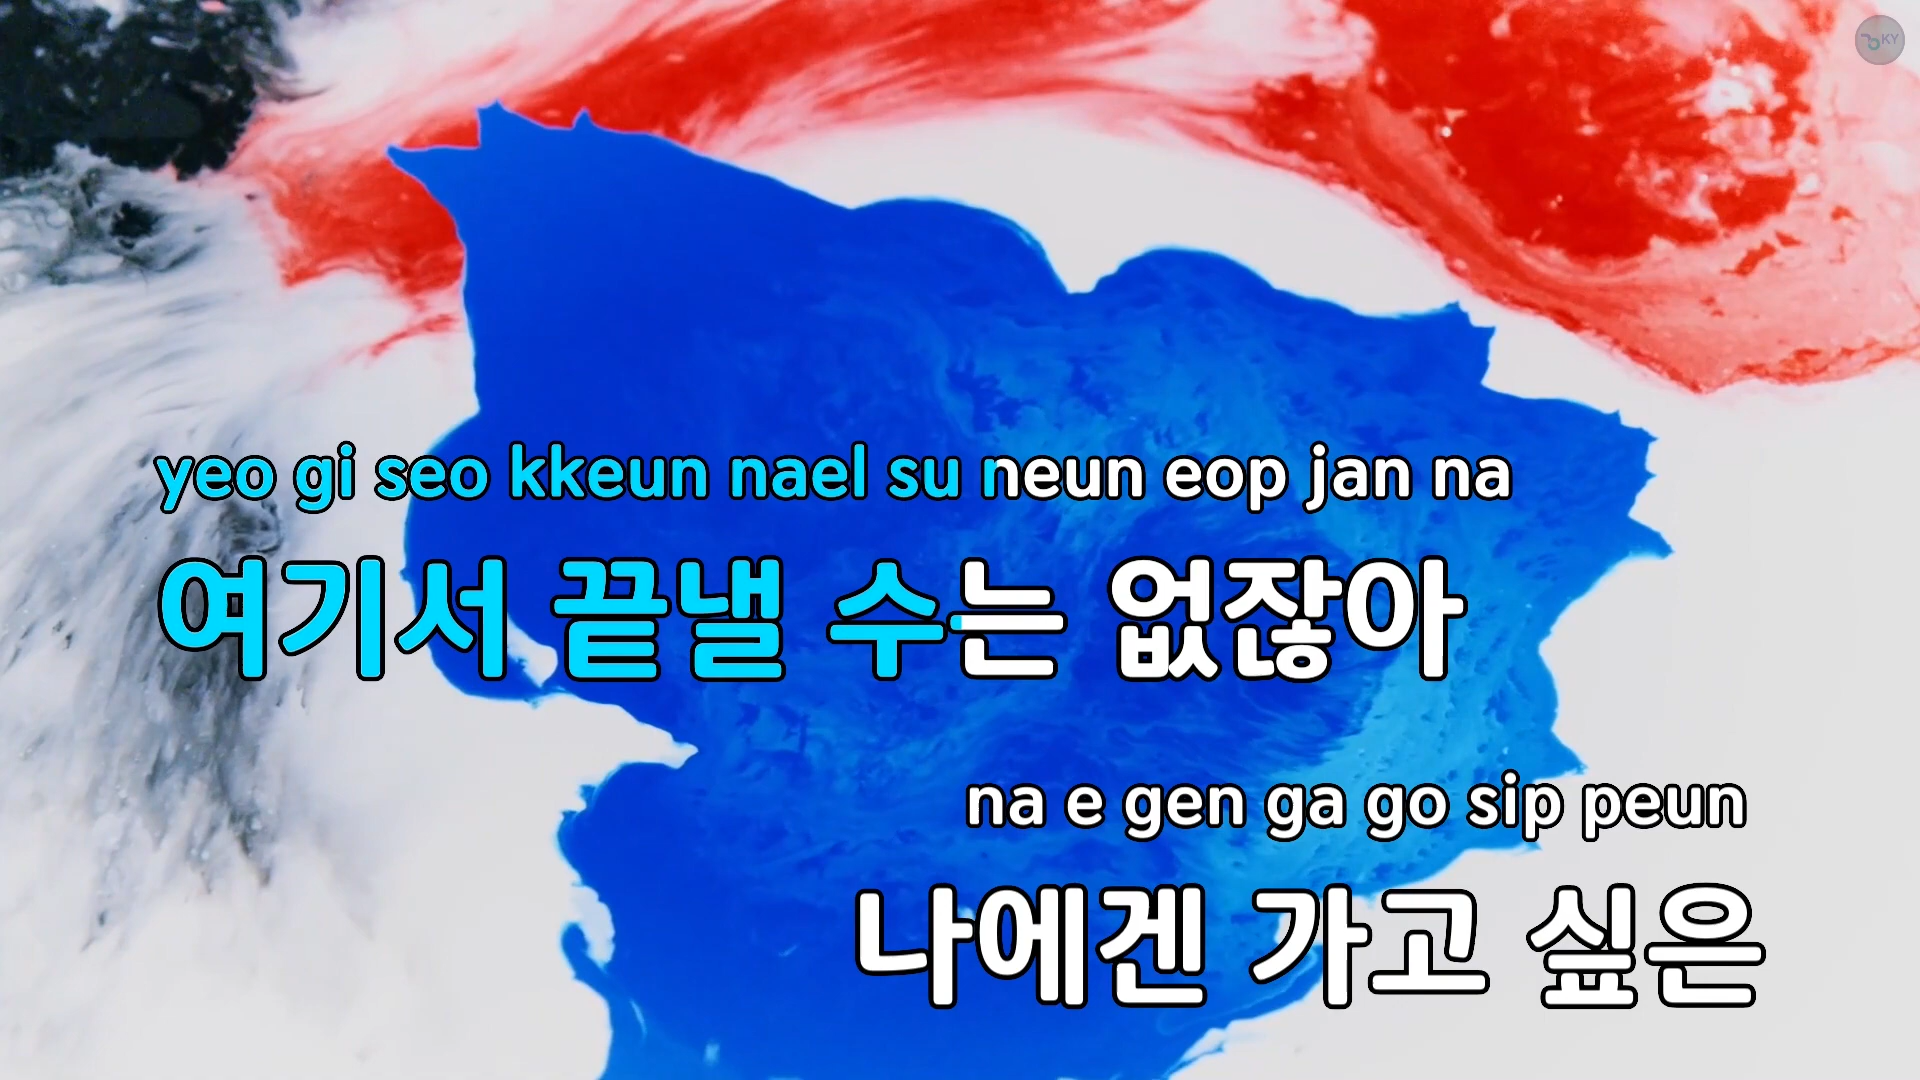 KY
yeo gi seo kkeun nael su neun eop jan na
여기서 끝낼 수는 없잖아
na e gen ga go sip peun
나에겐 가고 싶은